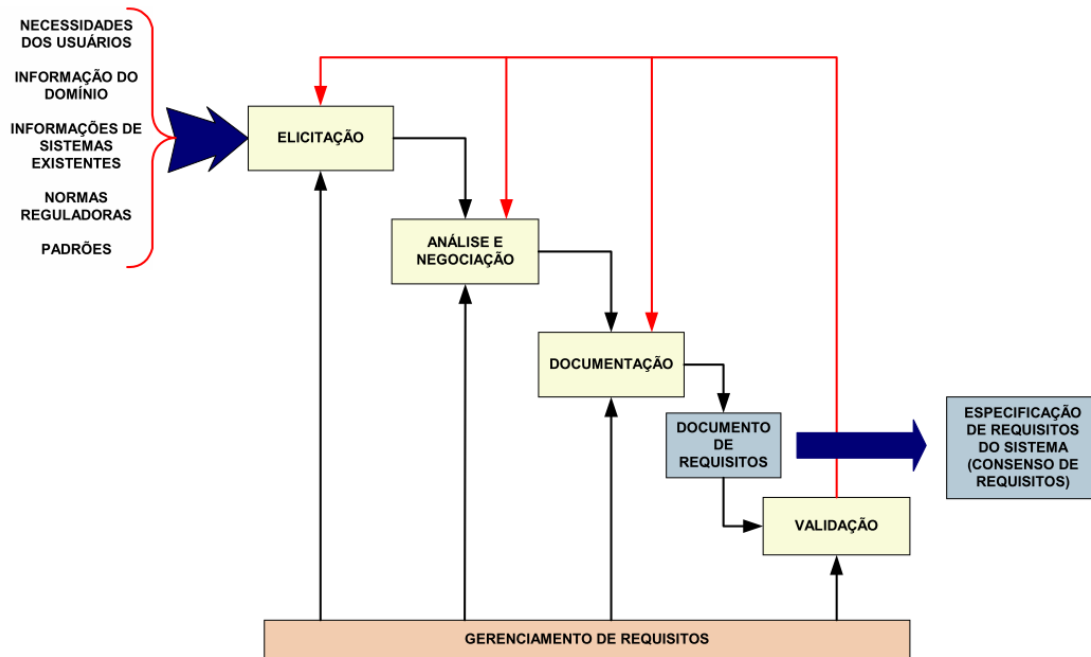 NECESSIDADES
DOS USUÁRIOS
INFORMAÇÃO DO
DOMÍNIO
INFORMAÇÕES DE
SISTEMAS
EXISTENTES
NORMAS
REGULADORAS
PADRÕES
ELICITAÇÃO
ANÁLISE E
NEGOCIAÇÃO
DOCUMENTAÇÃO
DOCUMENTO
DE
REQUISITOS
ESPECIFICAÇÃO
DE REQUISITOS
DO SISTEMA
(CONSENSO DE
REQUISITOS)
VALIDAÇÃO
GERENCIAMENTO DE REQUISITOS